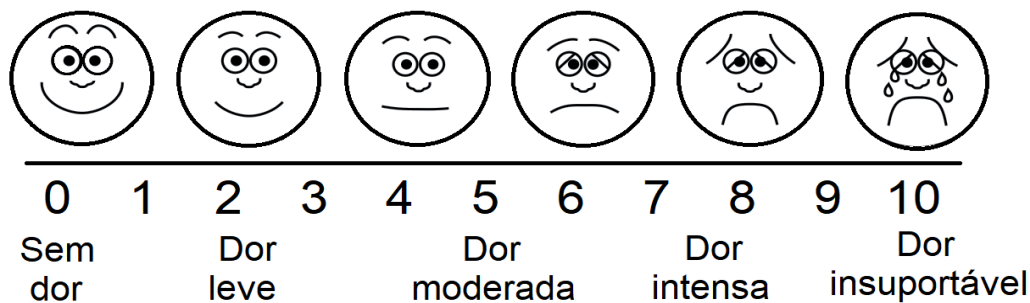 0 1 2 3 4 5 6 7 8 9 10
Sem Dor Dor Dor Dor
dor leve moderada intensa insuportável